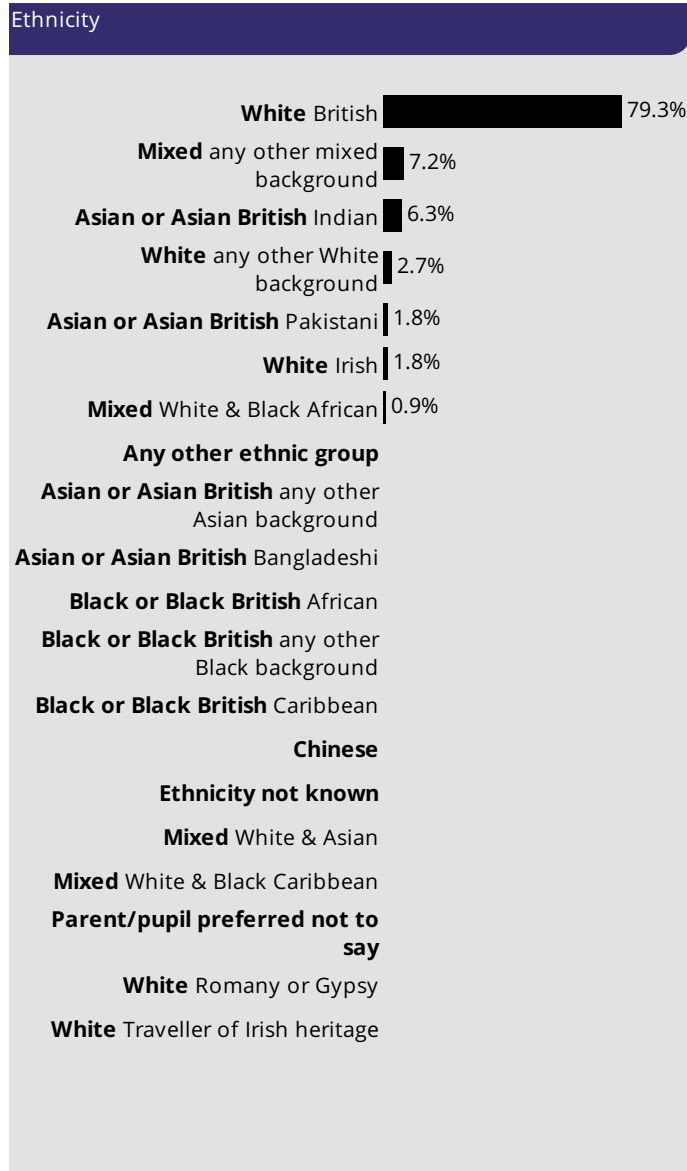 Ethnicity
White British 79.3%
Mixed any other mixed
background 7.2%
Asian or Asian British Indian 6.3%
White any other White
background 2.7%
Asian or Asian British Pakistani 1.8%
White Irish 1.8%
Mixed White & Black African 0.9%
Any other ethnic group
Asian or Asian British any other
Asian background
Asian or Asian British Bangladeshi
Black or Black British African
Black or Black British any other
Black background
Black or Black British Caribbean
Chinese
Ethnicity not known
Mixed White & Asian
Mixed White & Black Caribbean
Parent/pupil preferred not to
say
White Romany or Gypsy
White Traveller of Irish heritage